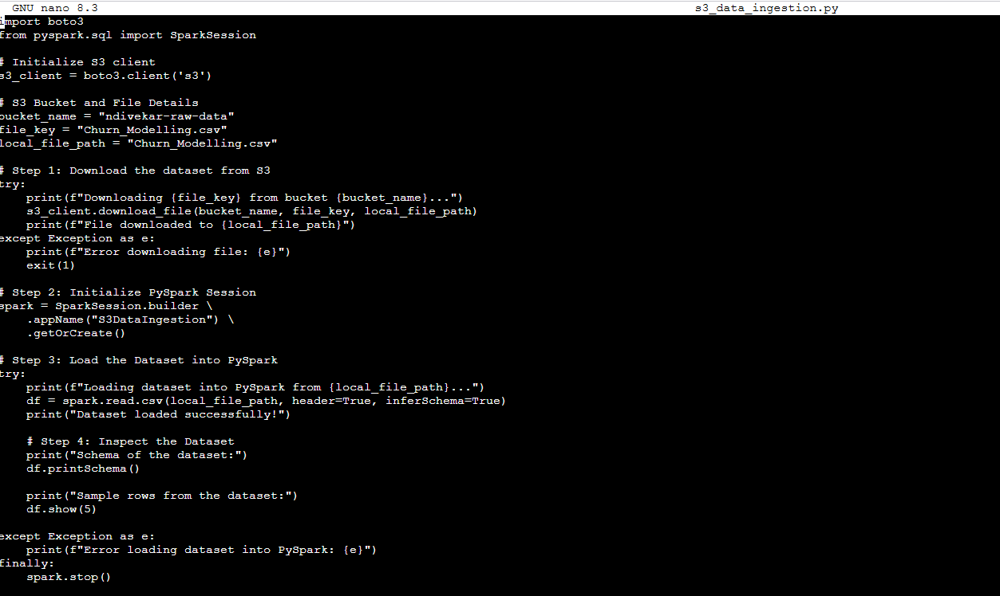 GNU nano 8.3 s3_data_ingestion.py
import boto3
from pyspark.sql import SparkSession
# Initialize S3 client
s3_client = boto3.client('s3')
# S3 Bucket and File Details
bucket_name = "ndivekar-raw-data"
file_key = "Churn_Modelling.csv"
local_file_path = "Churn_Modelling.csv"
# Step 1: Download the dataset from S3
try:
    print(f"Downloading {file_key} from bucket {bucket_name}...")
    s3_client.download_file(bucket_name, file_key, local_file_path)
    print(f"File downloaded to {local_file_path}")
except Exception as e:
    print(f"Error downloading file: {e}")
    exit(1)
# Step 2: Initialize PySpark Session
spark = SparkSession.builder \
    .appName("S3DataIngestion") \
    .getOrCreate()
# Step 3: Load the Dataset into PySpark
try:
    print(f"Loading dataset into PySpark from {local_file_path}...")
    df = spark.read.csv(local_file_path, header=True, inferSchema=True)
    print("Dataset loaded successfully!")
    # Step 4: Inspect the Dataset
    print("Schema of the dataset:")
    df.printSchema()
    print("Sample rows from the dataset:")
    df.show(5)
except Exception as e:
    print(f"Error loading dataset into PySpark: {e}")
finally:
    spark.stop()